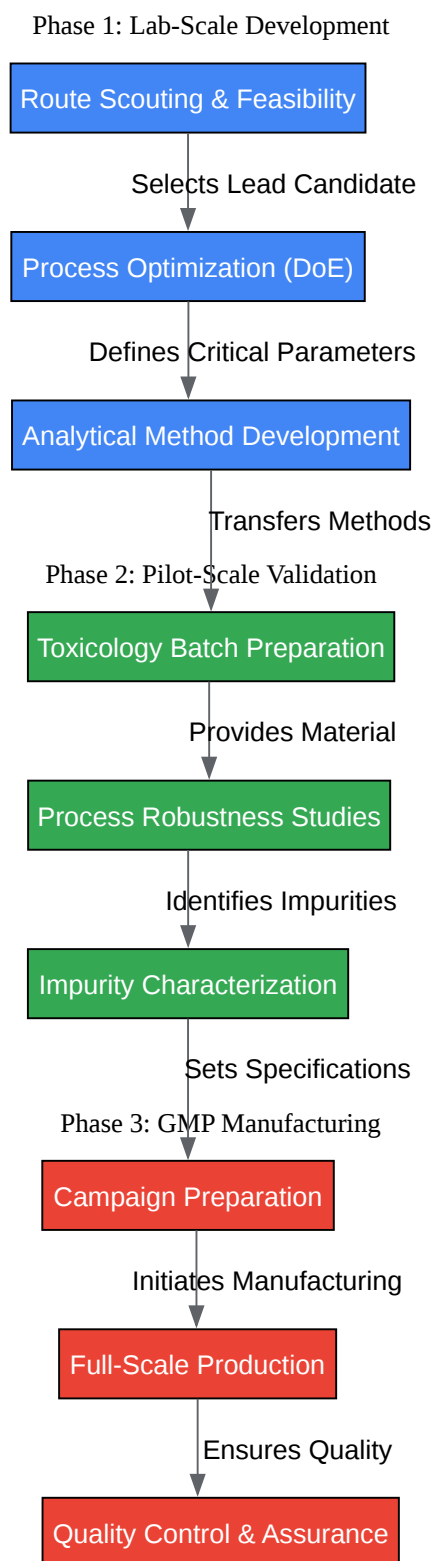 Phase 1: Lab-Scale Development
Route Scouting & Feasibility
Selects Lead Candidate
Process Optimization (DoE)
Defines Critical Parameters
Analytical Method Development
Transfers Methods
Phase 2: Pilot-Scale Validation
Toxicology Batch Preparation
Provides Material
Process Robustness Studies
Identifies Impurities
Impurity Characterization
Sets Specifications
Phase 3: GMP Manufacturing
Campaign Preparation
Initiates Manufacturing
Full-Scale Production
Ensures Quality
Quality Control & Assurance